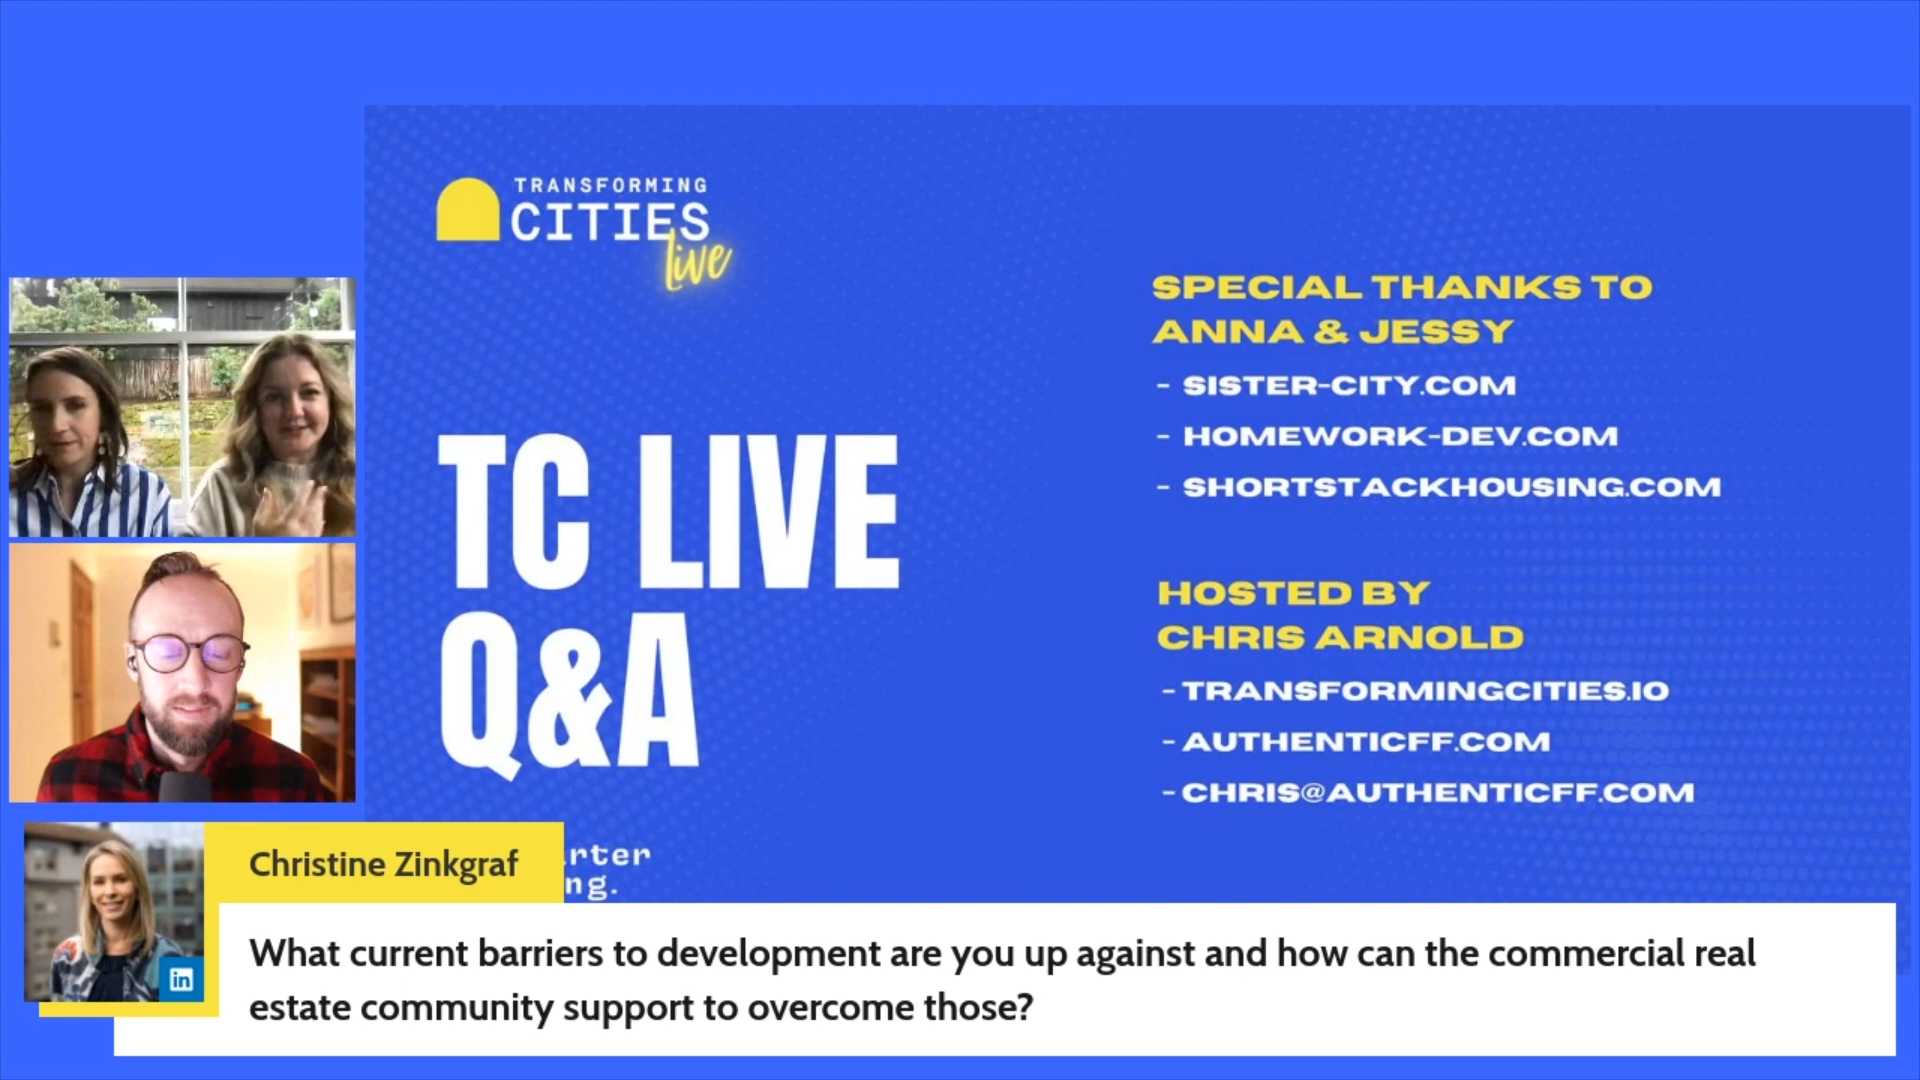 TRANSFORMING
CITIES
live
TC LIVE
Q&A
SPECIAL THANKS TO
ANNA & JESSY
- SISTER-CITY.COM
- HOMEWORK-DEV.COM
- SHORTSTACKHOUSING.COM
HOSTED BY
CHRIS ARNOLD
- TRANSFORMINGCITIES.IO
- AUTHENTICFF.COM
- CHRIS@AUTHENTICFF.COM
Christine Zinkgraf
in
What current barriers to development are you up against and how can the commercial real
estate community support to overcome those?